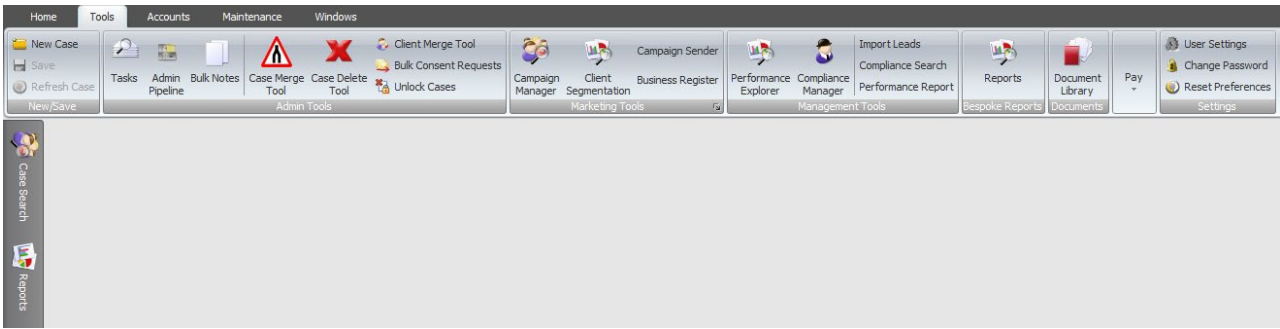 Home Tools Accounts Maintenance Windows
New Case
Save
Refresh Case
New/Save
Tasks
Admin Pipeline
Bulk Notes
Case Merge Tool
Case Delete Tool
Client Merge Tool
Bulk Consent Requests
Unlock Cases
Admin Tools
Campaign Manager
Client Segmentation
Campaign Sender
Business Register
Marketing Tools
Performance Explorer
Compliance Manager
Import Leads
Compliance Search
Performance Report
Management Tools
Reports
Bespoke Reports
Document Library
Documents
Pay
User Settings
Change Password
Reset Preferences
Settings
Case Search
Reports